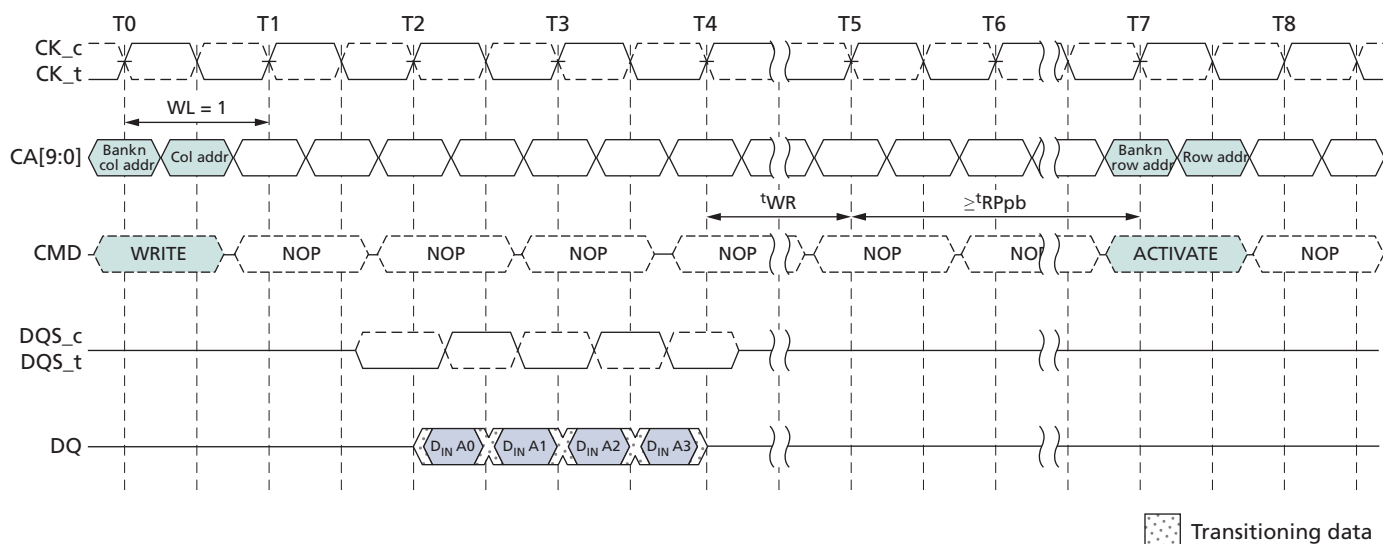 T0 T1 T2 T3 T4 T5 T6 T7 T8
CK_c
CK_t
WL = 1
CA[9:0]
Bankn
col addr
Col addr
Bankn
row addr
Row addr
tWR
≥tRPpb
CMD
WRITE NOP NOP NOP NOP NOP NOP ACTIVATE NOP
DQS_c
DQS_t
DQ
DIN A0 DIN A1 DIN A2 DIN A3
Transitioning data